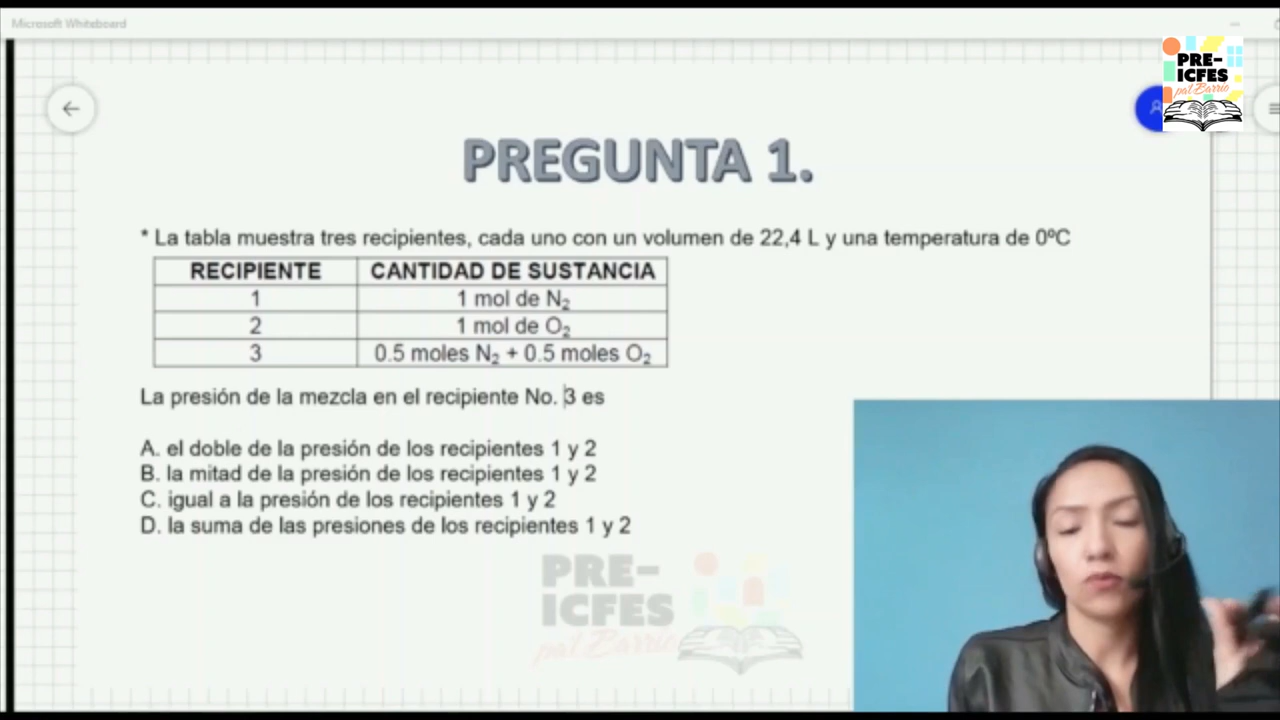 Microsoft Whiteboard
PRE-
ICFES
pa'l Barrio
PREGUNTA 1.
* La tabla muestra tres recipientes, cada uno con un volumen de 22,4 L y una temperatura de 0ºC
RECIPIENTE CANTIDAD DE SUSTANCIA
1 1 mol de N₂
2 1 mol de O₂
3 0.5 moles N₂ + 0.5 moles O₂
La presión de la mezcla en el recipiente No. 3 es
A. el doble de la presión de los recipientes 1 y 2
B. la mitad de la presión de los recipientes 1 y 2
C. igual a la presión de los recipientes 1 y 2
D. la suma de las presiones de los recipientes 1 y 2
PRE-
ICFES
pa'l Barrio